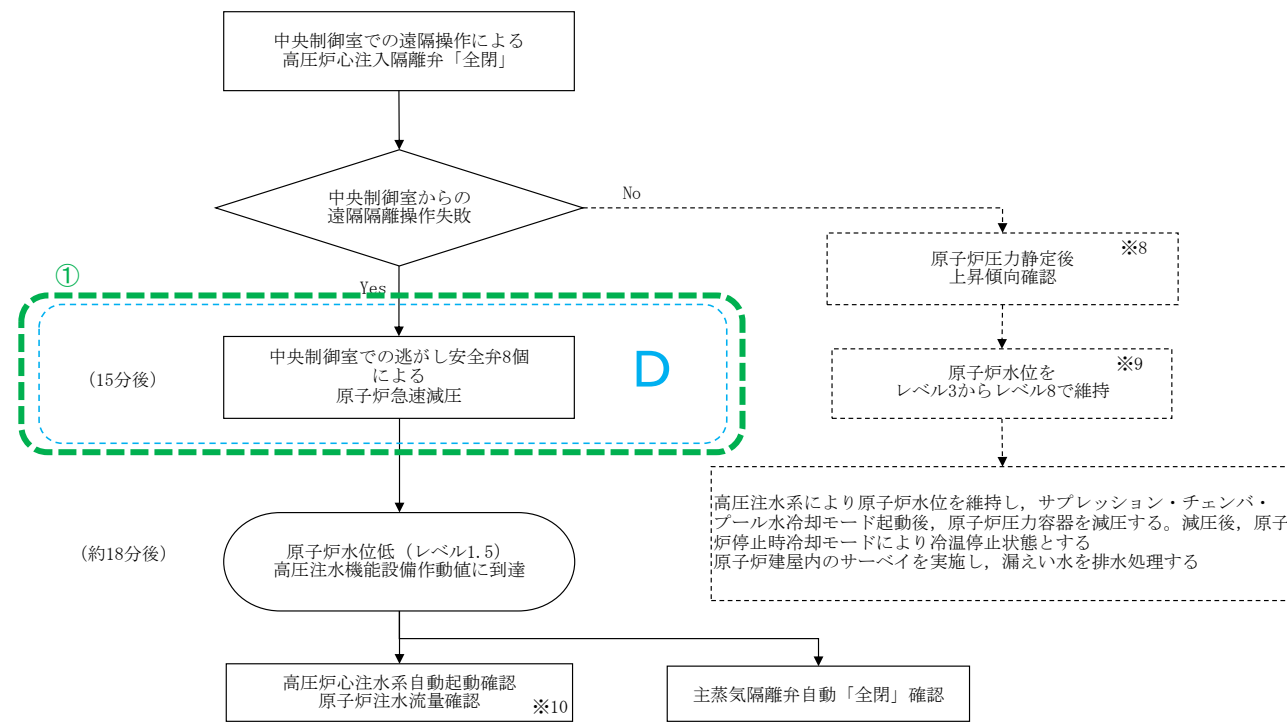 中央制御室での遠隔操作による
高圧炉心注入隔離弁「全閉」
中央制御室からの
遠隔隔離操作失敗
No
Yes
①
(15分後)
中央制御室での逃がし安全弁8個
による
原子炉急速減圧
D
※8
原子炉圧力静定後
上昇傾向確認
※9
原子炉水位を
レベル3からレベル8で維持
高圧注水系により原子炉水位を維持し，サプレッション・チェンバ・
プール水冷却モード起動後，原子炉圧力容器を減圧する。減圧後，原子
炉停止時冷却モードにより冷温停止状態とする
原子炉建屋内のサーベイを実施し，漏えい水を排水処理する
(約18分後)
原子炉水位低（レベル1.5）
高圧注水機能設備作動値に到達
高圧炉心注水系自動起動確認
原子炉注水流量確認
※10
主蒸気隔離弁自動「全閉」確認